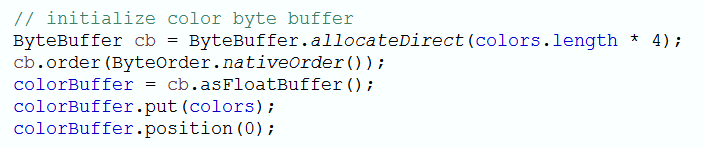 // initialize color byte buffer
ByteBuffer cb = ByteBuffer.allocateDirect(colors.length * 4);
cb.order(ByteOrder.nativeOrder());
colorBuffer = cb.asFloatBuffer();
colorBuffer.put(colors);
colorBuffer.position(0);